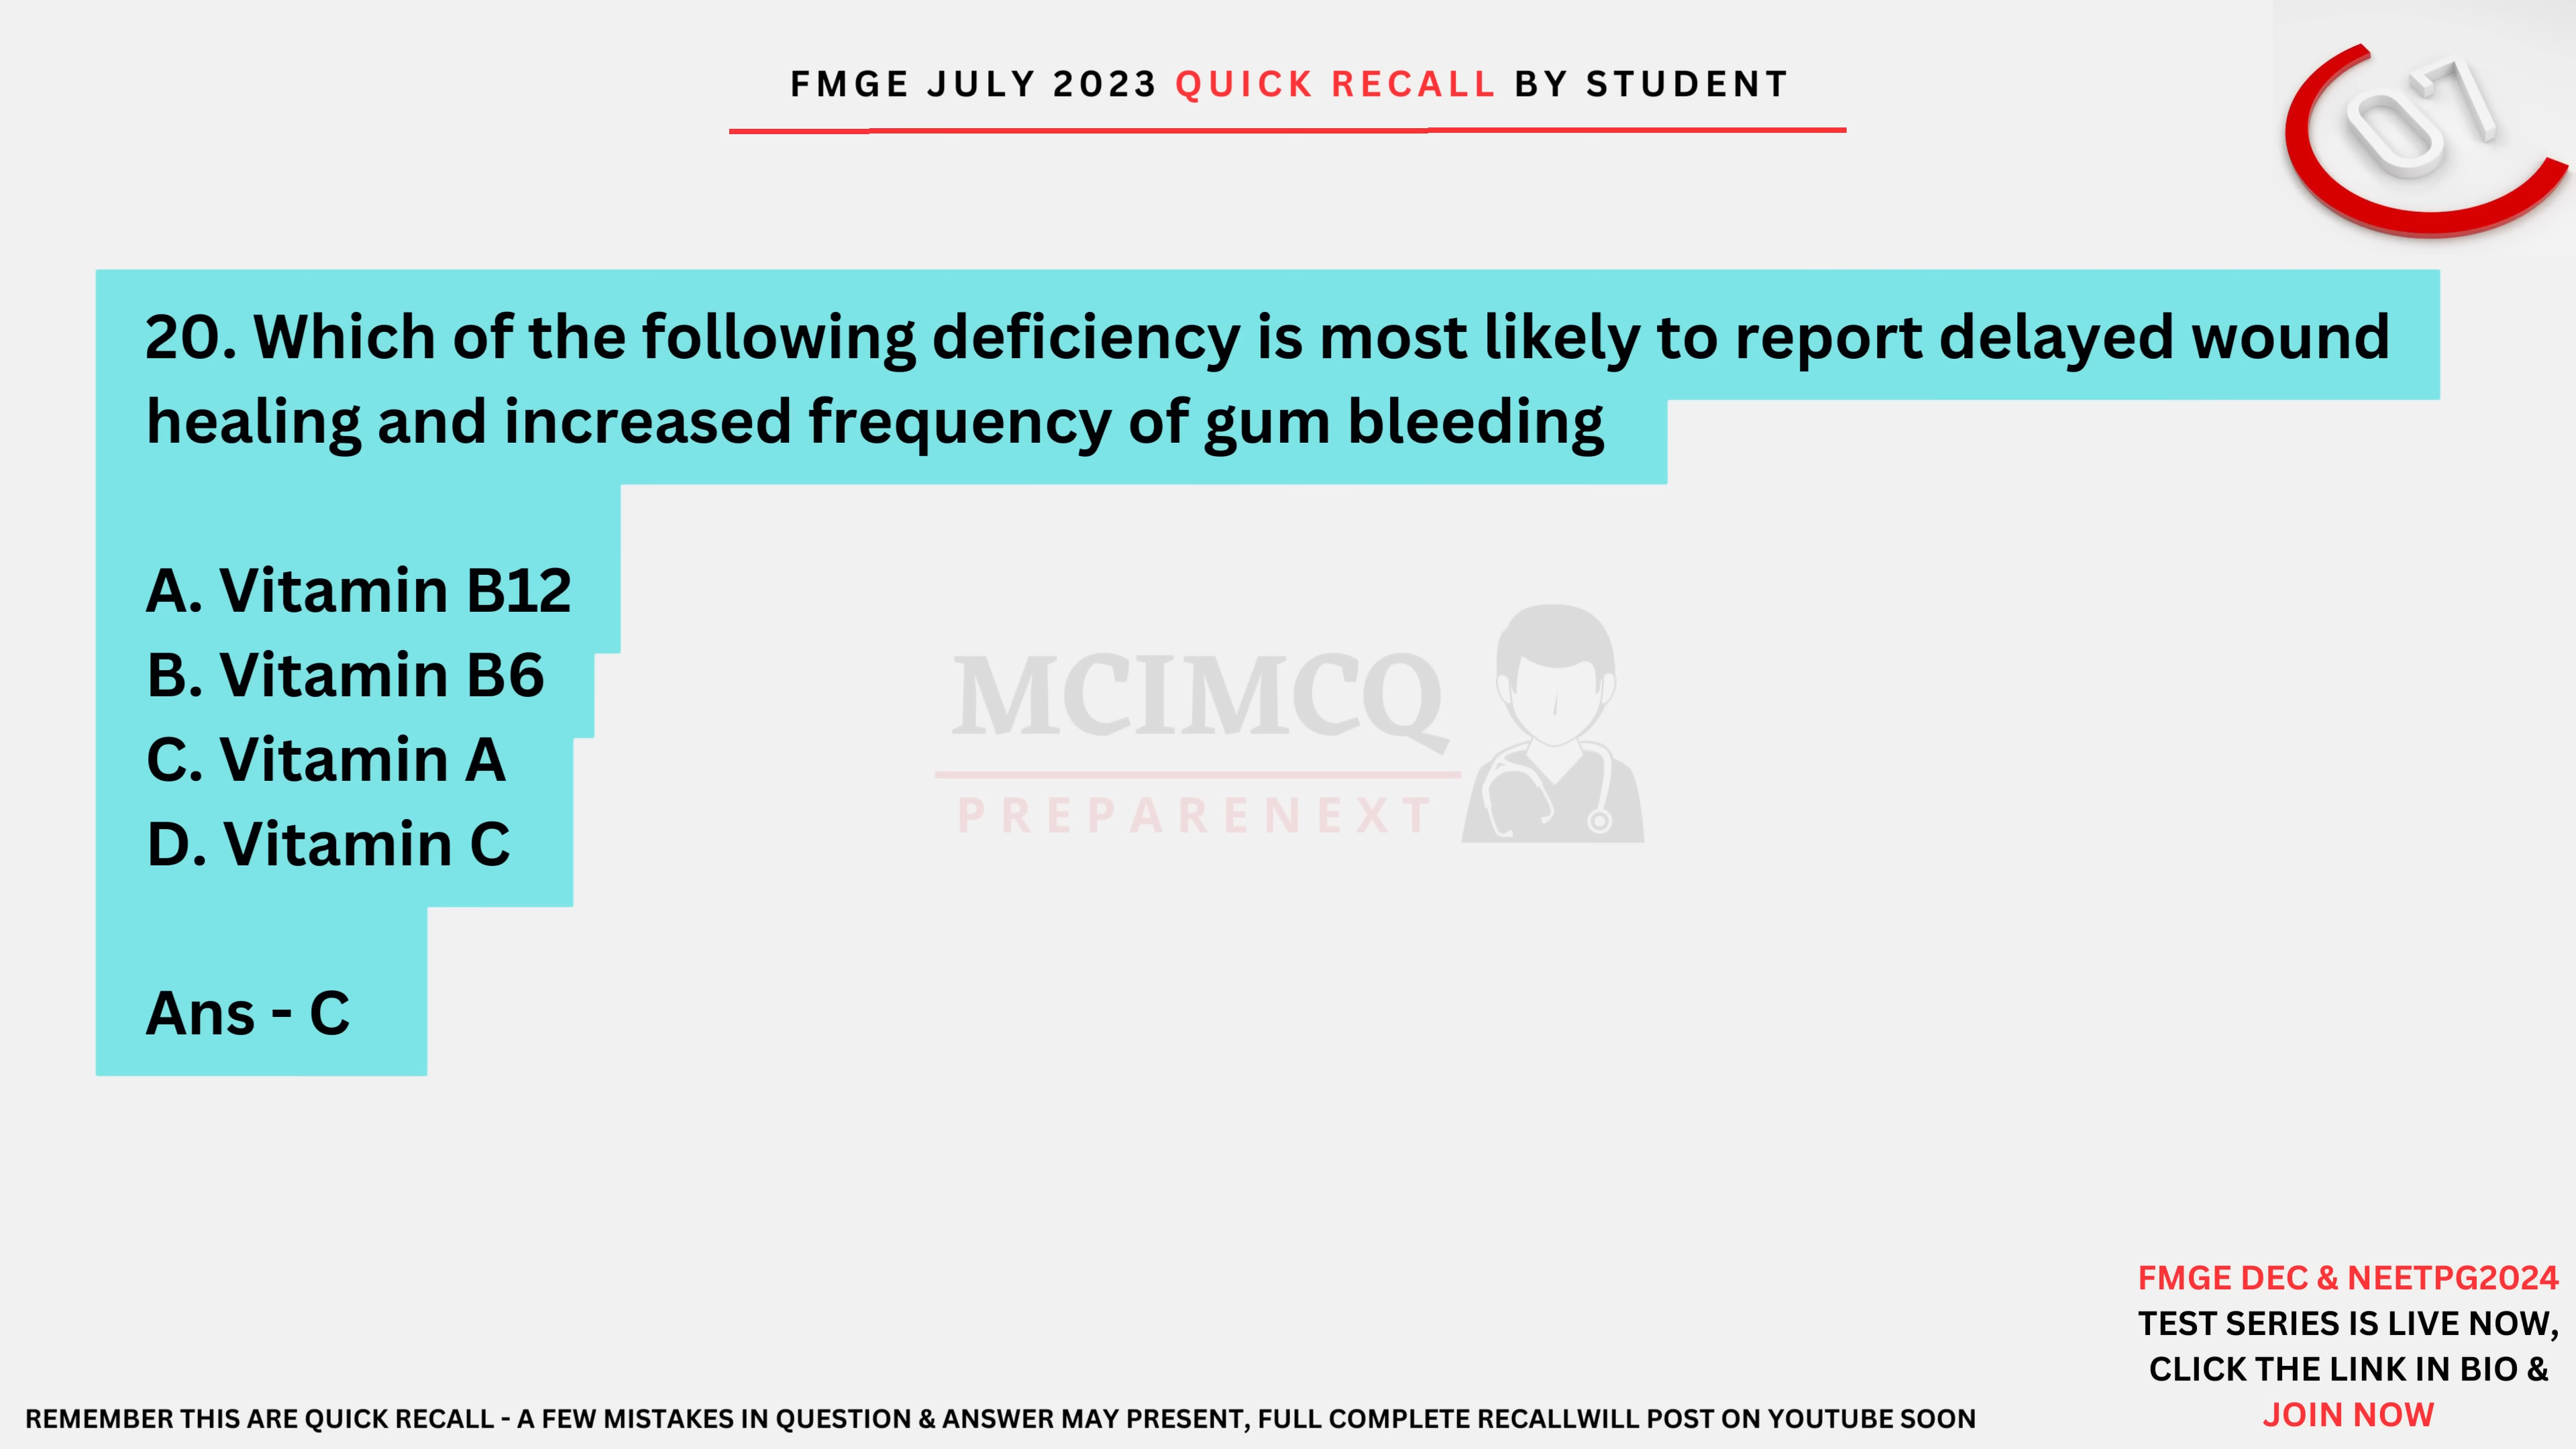 FMGE JULY 2023 QUICK RECALL BY STUDENT
07
20. Which of the following deficiency is most likely to report delayed wound
healing and increased frequency of gum bleeding
A. Vitamin B12
B. Vitamin B6
C. Vitamin A
D. Vitamin C
Ans - C
MCIMCQ
PREPARENEXT
FMGE DEC & NEETPG2024
TEST SERIES IS LIVE NOW,
CLICK THE LINK IN BIO &
JOIN NOW
REMEMBER THIS ARE QUICK RECALL - A FEW MISTAKES IN QUESTION & ANSWER MAY PRESENT, FULL COMPLETE RECALLWILL POST ON YOUTUBE SOON